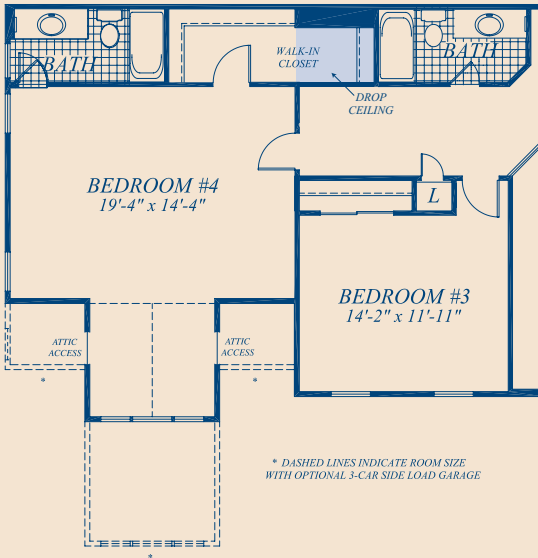 BATH
WALK-IN
CLOSET
BATH
DROP
CEILING
BEDROOM #4
19'-4" x 14'-4"
L
BEDROOM #3
14'-2" x 11'-11"
ATTIC
ACCESS
ATTIC
ACCESS
*
*
* DASHED LINES INDICATE ROOM SIZE
WITH OPTIONAL 3-CAR SIDE LOAD GARAGE
*